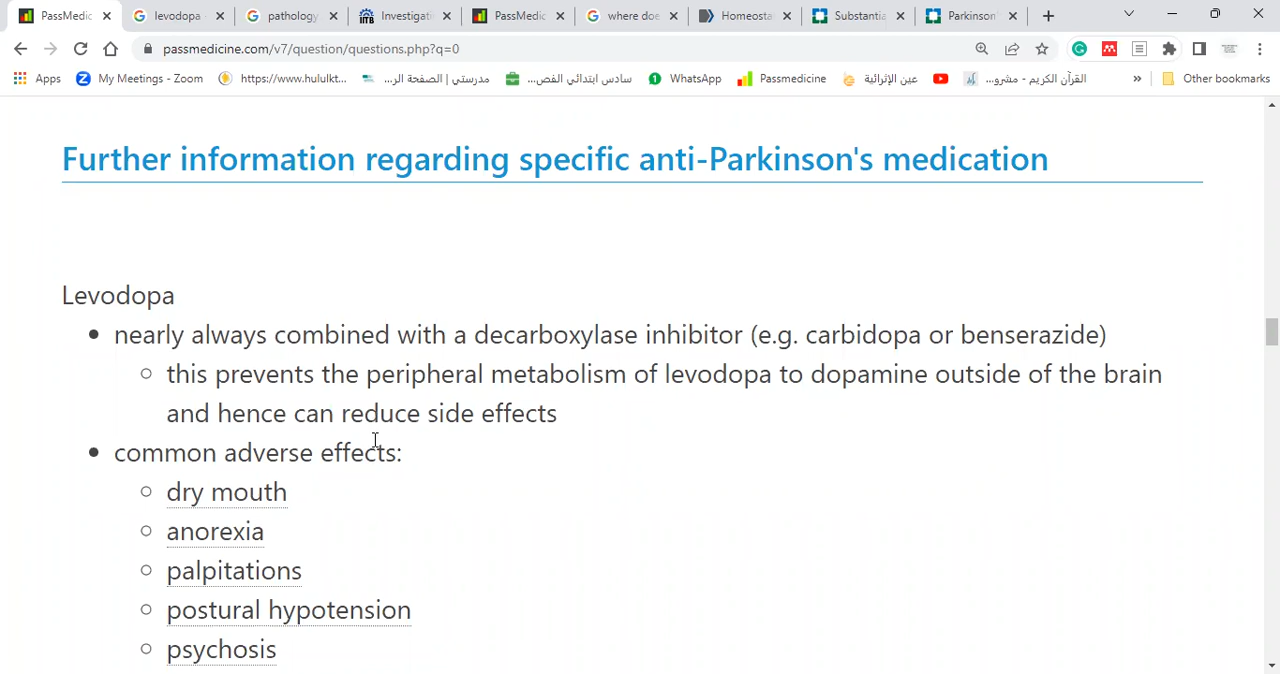 PassMedic
levodopa
pathology
Investigati
PassMedic
where doe
Homeostat
Substantia
Parkinson'
passmedicine.com/v7/question/questions.php?q=0
Apps
My Meetings - Zoom
https://www.hululkt...
مدرستي | الصفحة الر...
سادس ابتدائي الفص...
WhatsApp
Passmedicine
عين الإثرائية
القرآن الكريم - مشرو...
»
Other bookmarks
Further information regarding specific anti-Parkinson's medication
Levodopa
• nearly always combined with a decarboxylase inhibitor (e.g. carbidopa or benserazide)
○ this prevents the peripheral metabolism of levodopa to dopamine outside of the brain
and hence can reduce side effects
• common adverse effects:
○ dry mouth
○ anorexia
○ palpitations
○ postural hypotension
○ psychosis